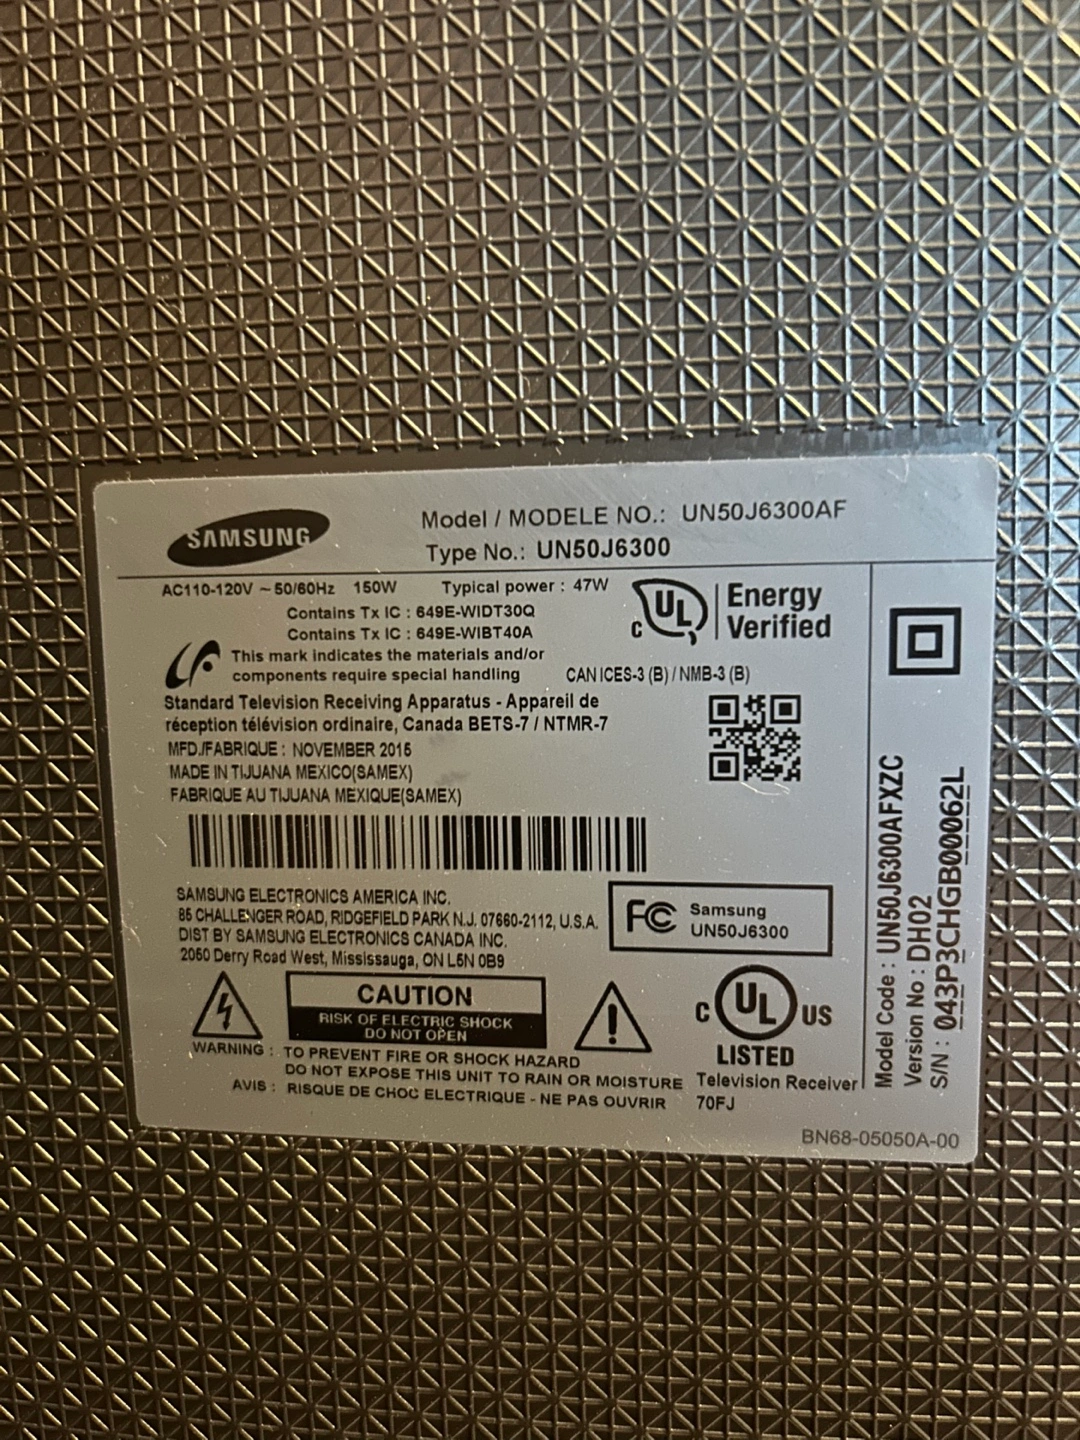 SAMSUNG
Model / MODELE NO.: UN50J6300AF
Type No.: UN50J6300
AC110-120V ~ 50/60Hz 150W Typical power : 47W
Contains Tx IC : 649E-WIDT30Q
Contains Tx IC : 649E-WIBT40A
This mark indicates the materials and/or
components require special handling
c UL Energy
Verified
CAN ICES-3 (B) / NMB-3 (B)
Standard Television Receiving Apparatus - Appareil de
réception télévision ordinaire, Canada BETS-7 / NTMR-7
MFD./FABRIQUE : NOVEMBER 2015
MADE IN TIJUANA MEXICO(SAMEX)
FABRIQUE AU TIJUANA MEXIQUE(SAMEX)
SAMSUNG ELECTRONICS AMERICA INC.
85 CHALLENGER ROAD, RIDGEFIELD PARK N.J. 07660-2112, U.S.A.
DIST BY SAMSUNG ELECTRONICS CANADA INC.
2050 Derry Road West, Mississauga, ON L5N 0B9
FC Samsung
UN50J6300
CAUTION
RISK OF ELECTRIC SHOCK
DO NOT OPEN
WARNING : TO PREVENT FIRE OR SHOCK HAZARD
DO NOT EXPOSE THIS UNIT TO RAIN OR MOISTURE
AVIS : RISQUE DE CHOC ELECTRIQUE - NE PAS OUVRIR
c UL US
LISTED
Television Receiver
70FJ
BN68-05050A-00
Model Code : UN50J6300AFXZC
Version No : DH02
S/N : 043P3CHGB00062L